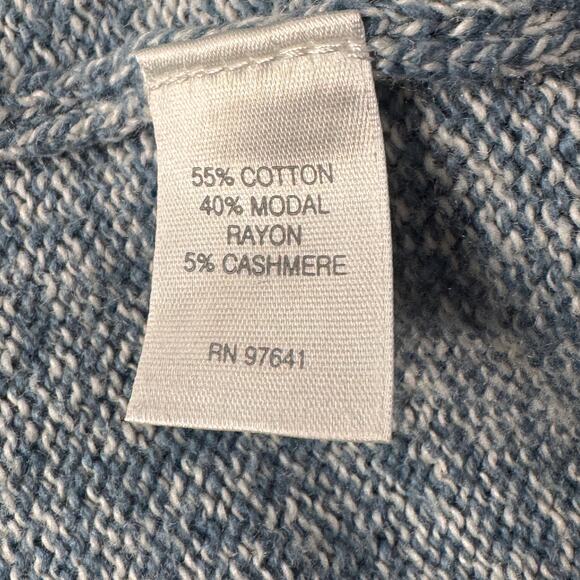 55% COTTON
40% MODAL
RAYON
5% CASHMERE
RN 97641